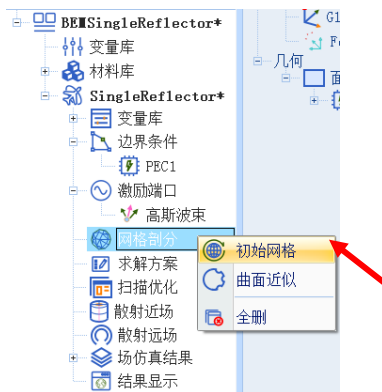 BEMSingleReflector*
变量库
材料库
SingleReflector*
变量库
边界条件
PEC1
激励端口
高斯波束
网格剖分
求解方案
扫描优化
散射近场
散射远场
场仿真结果
结果显示
初始网格
曲面近似
全删
几何